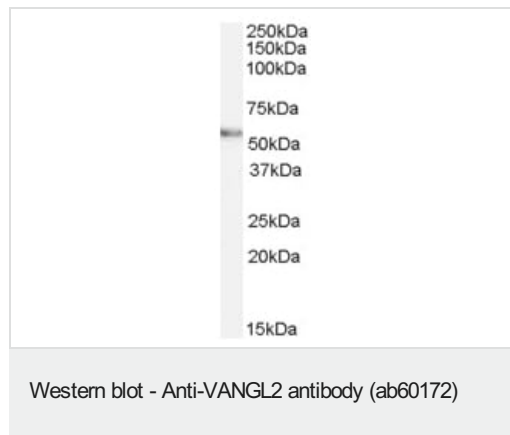 250kDa
150kDa
100kDa
75kDa
50kDa
37kDa
25kDa
20kDa
15kDa
Western blot - Anti-VANGL2 antibody (ab60172)